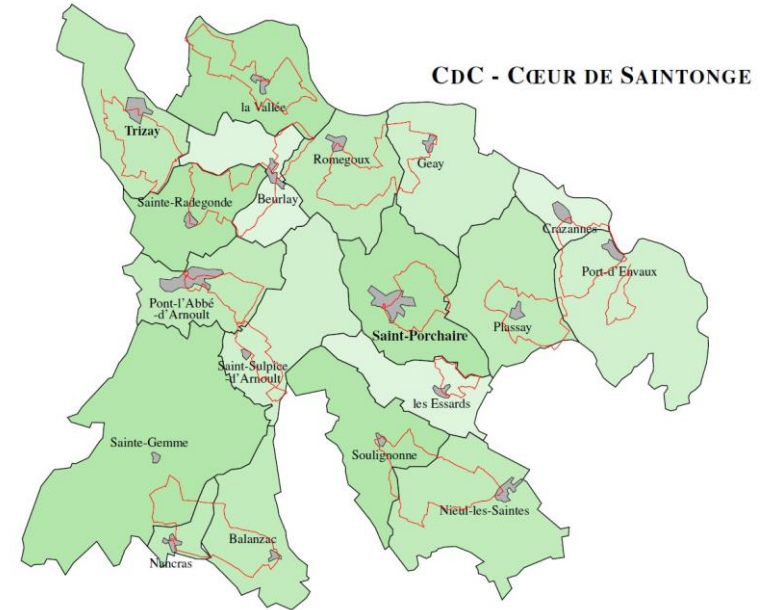 CDC - CŒUR DE SAINTONGE
la Vallée
Trizay
Romegoux
Geay
Sainte-Radegonde
Beurlay
Crazannes
Port-d'Envaux
Pont-l'Abbé
-d'Arnoult
Saint-Porchaire
Plassay
Saint-Sulpice
-d'Arnoult
les Essards
Sainte-Gemme
Soulignonne
Nieul-les-Saintes
Balanzac
Nancras